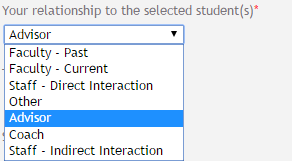 Your relationship to the selected student(s)*
Advisor
Faculty - Past
Faculty - Current
Staff - Direct Interaction
Other
Advisor
Coach
Staff - Indirect Interaction